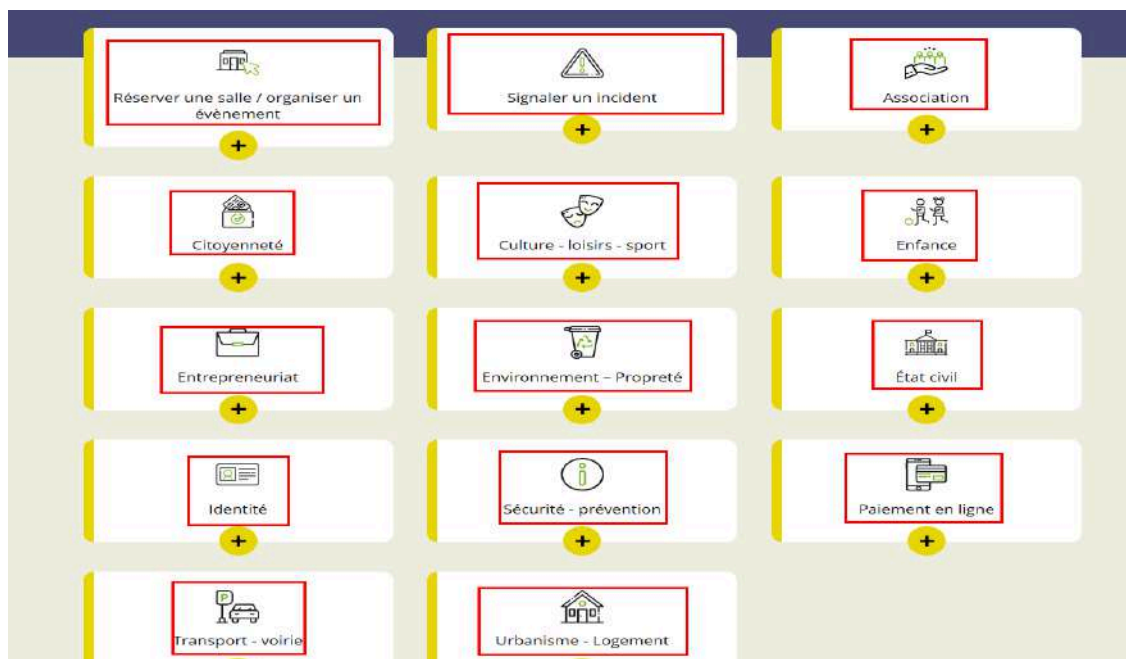 Réserver une salle / organiser un
évènement
Signaler un incident
Association
Citoyenneté
Culture - loisirs - sport
Enfance
Entrepreneuriat
Environnement – Propreté
État civil
Identité
Sécurité - prévention
Paiement en ligne
P
Transport - voirie
Urbanisme - Logement